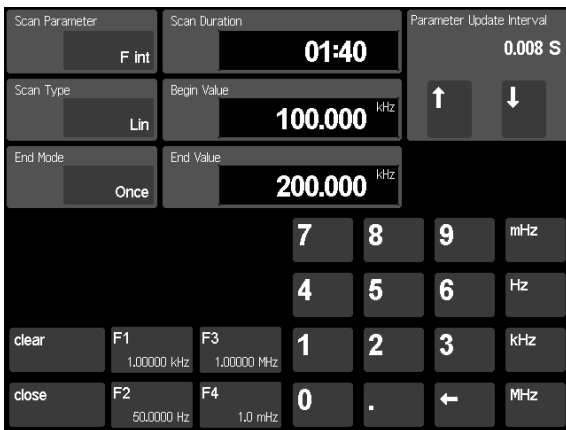 Scan Parameter
F int
Scan Duration
01:40
Parameter Update Interval
0.008 S
Scan Type
Lin
Begin Value
100.000 kHz
End Mode
Once
End Value
200.000 kHz
7 8 9 mHz
4 5 6 Hz
clear
F1
1.00000 kHz
F3
1.00000 MHz
1 2 3 kHz
close
F2
50.0000 Hz
F4
1.0 mHz
0 . MHz